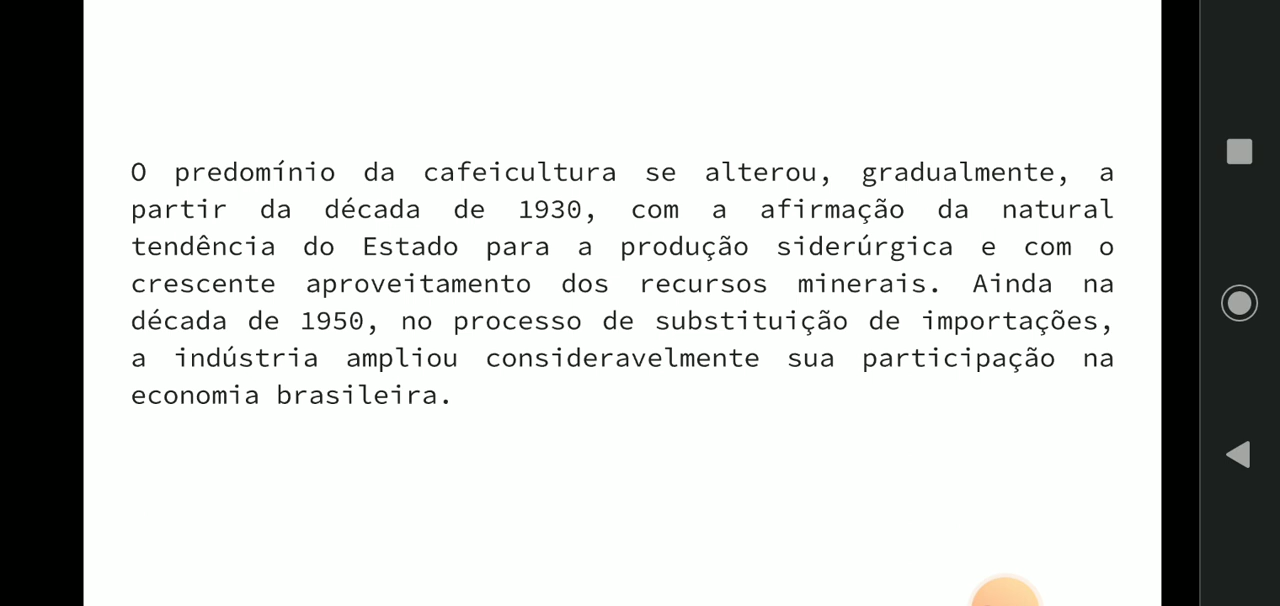 O predomínio da cafeicultura se alterou, gradualmente, a
partir da década de 1930, com a afirmação da natural
tendência do Estado para a produção siderúrgica e com o
crescente aproveitamento dos recursos minerais. Ainda na
década de 1950, no processo de substituição de importações,
a indústria ampliou consideravelmente sua participação na
economia brasileira.